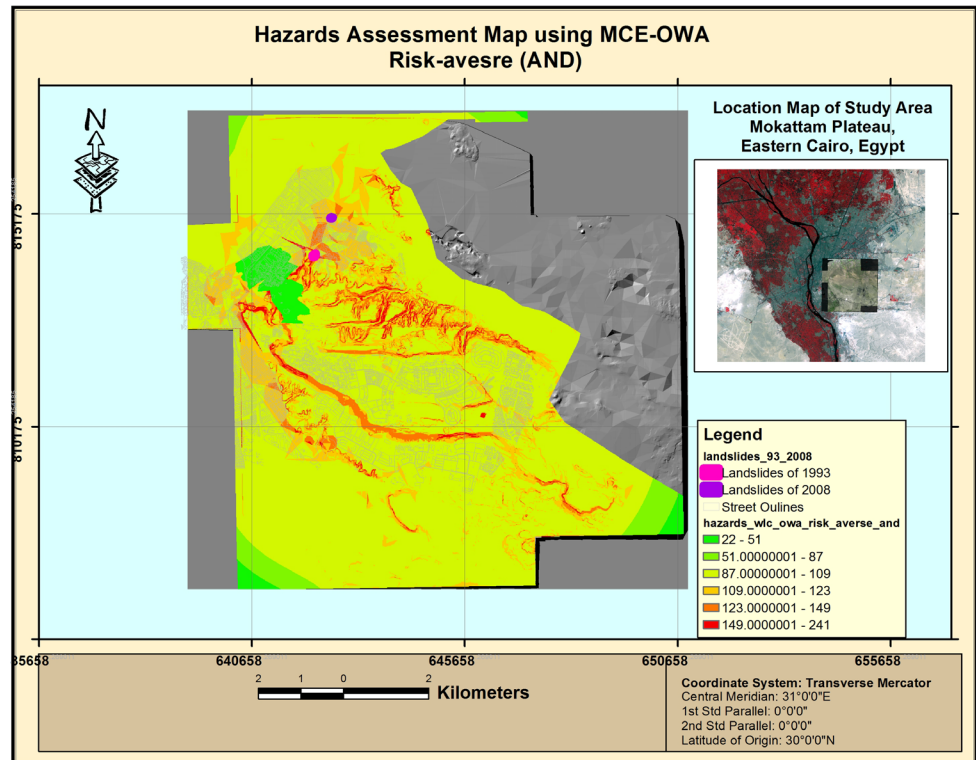 Hazards Assessment Map using MCE-OWA
Risk-avesre (AND)
N
Location Map of Study Area
Mokattam Plateau,
Eastern Cairo, Egypt
815175
810175
Legend
landslides_93_2008
Landslides of 1993
Landslides of 2008
Street Oulines
hazards_wlc_owa_risk_averse_and
22 - 51
51.00000001 - 87
87.00000001 - 109
109.0000001 - 123
123.0000001 - 149
149.0000001 - 241
35658 640658 645658 650658 655658
2 1 0 2
Kilometers
Coordinate System: Transverse Mercator
Central Meridian: 31°0'0"E
1st Std Parallel: 0°0'0"
2nd Std Parallel: 0°0'0"
Latitude of Origin: 30°0'0"N